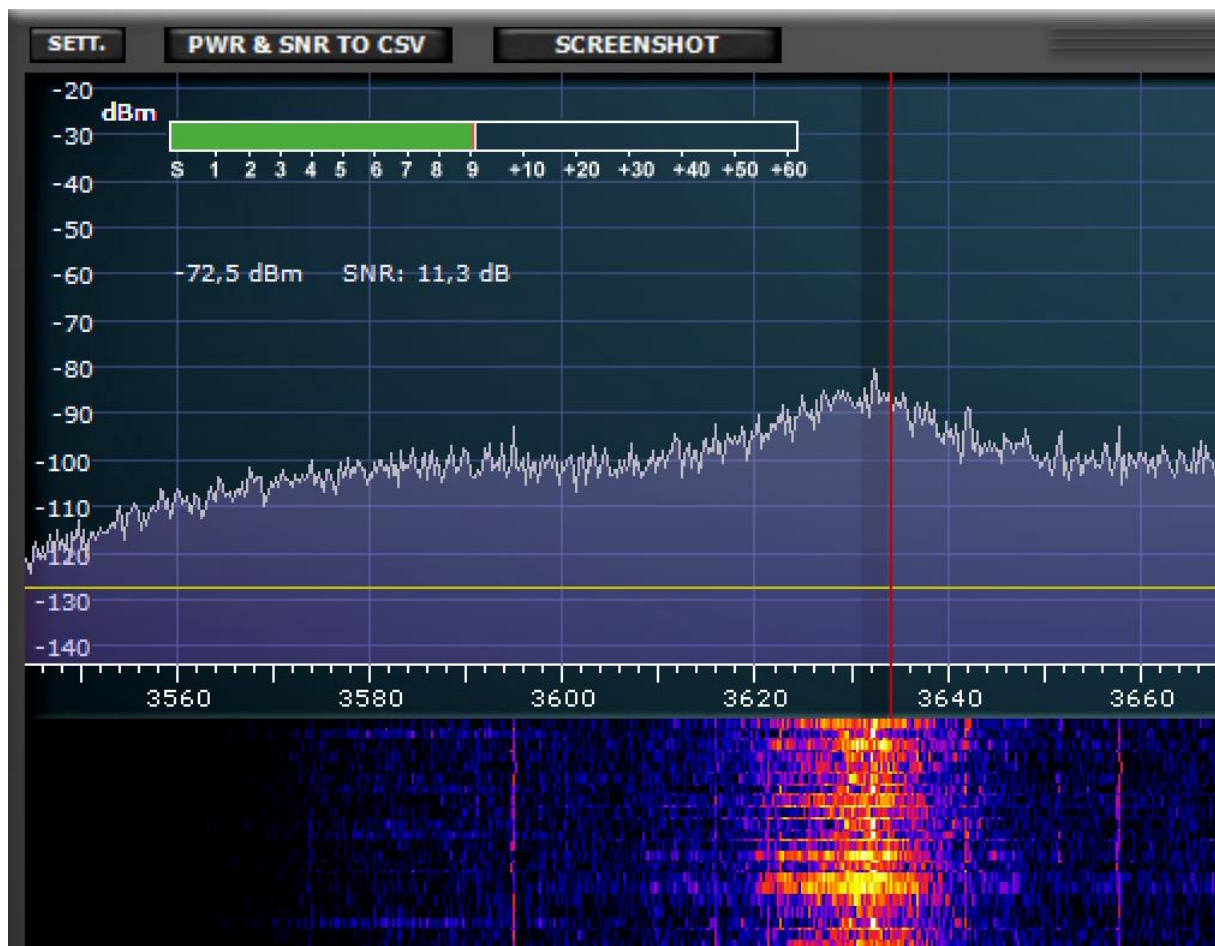 SETT. PWR & SNR TO CSV SCREENSHOT
-20
dBm
-30
S 1 2 3 4 5 6 7 8 9 +10 +20 +30 +40 +50 +60
-40
-50
-60 -72,5 dBm SNR: 11,3 dB
-70
-80
-90
-100
-110
-120
-130
-140
3560 3580 3600 3620 3640 3660